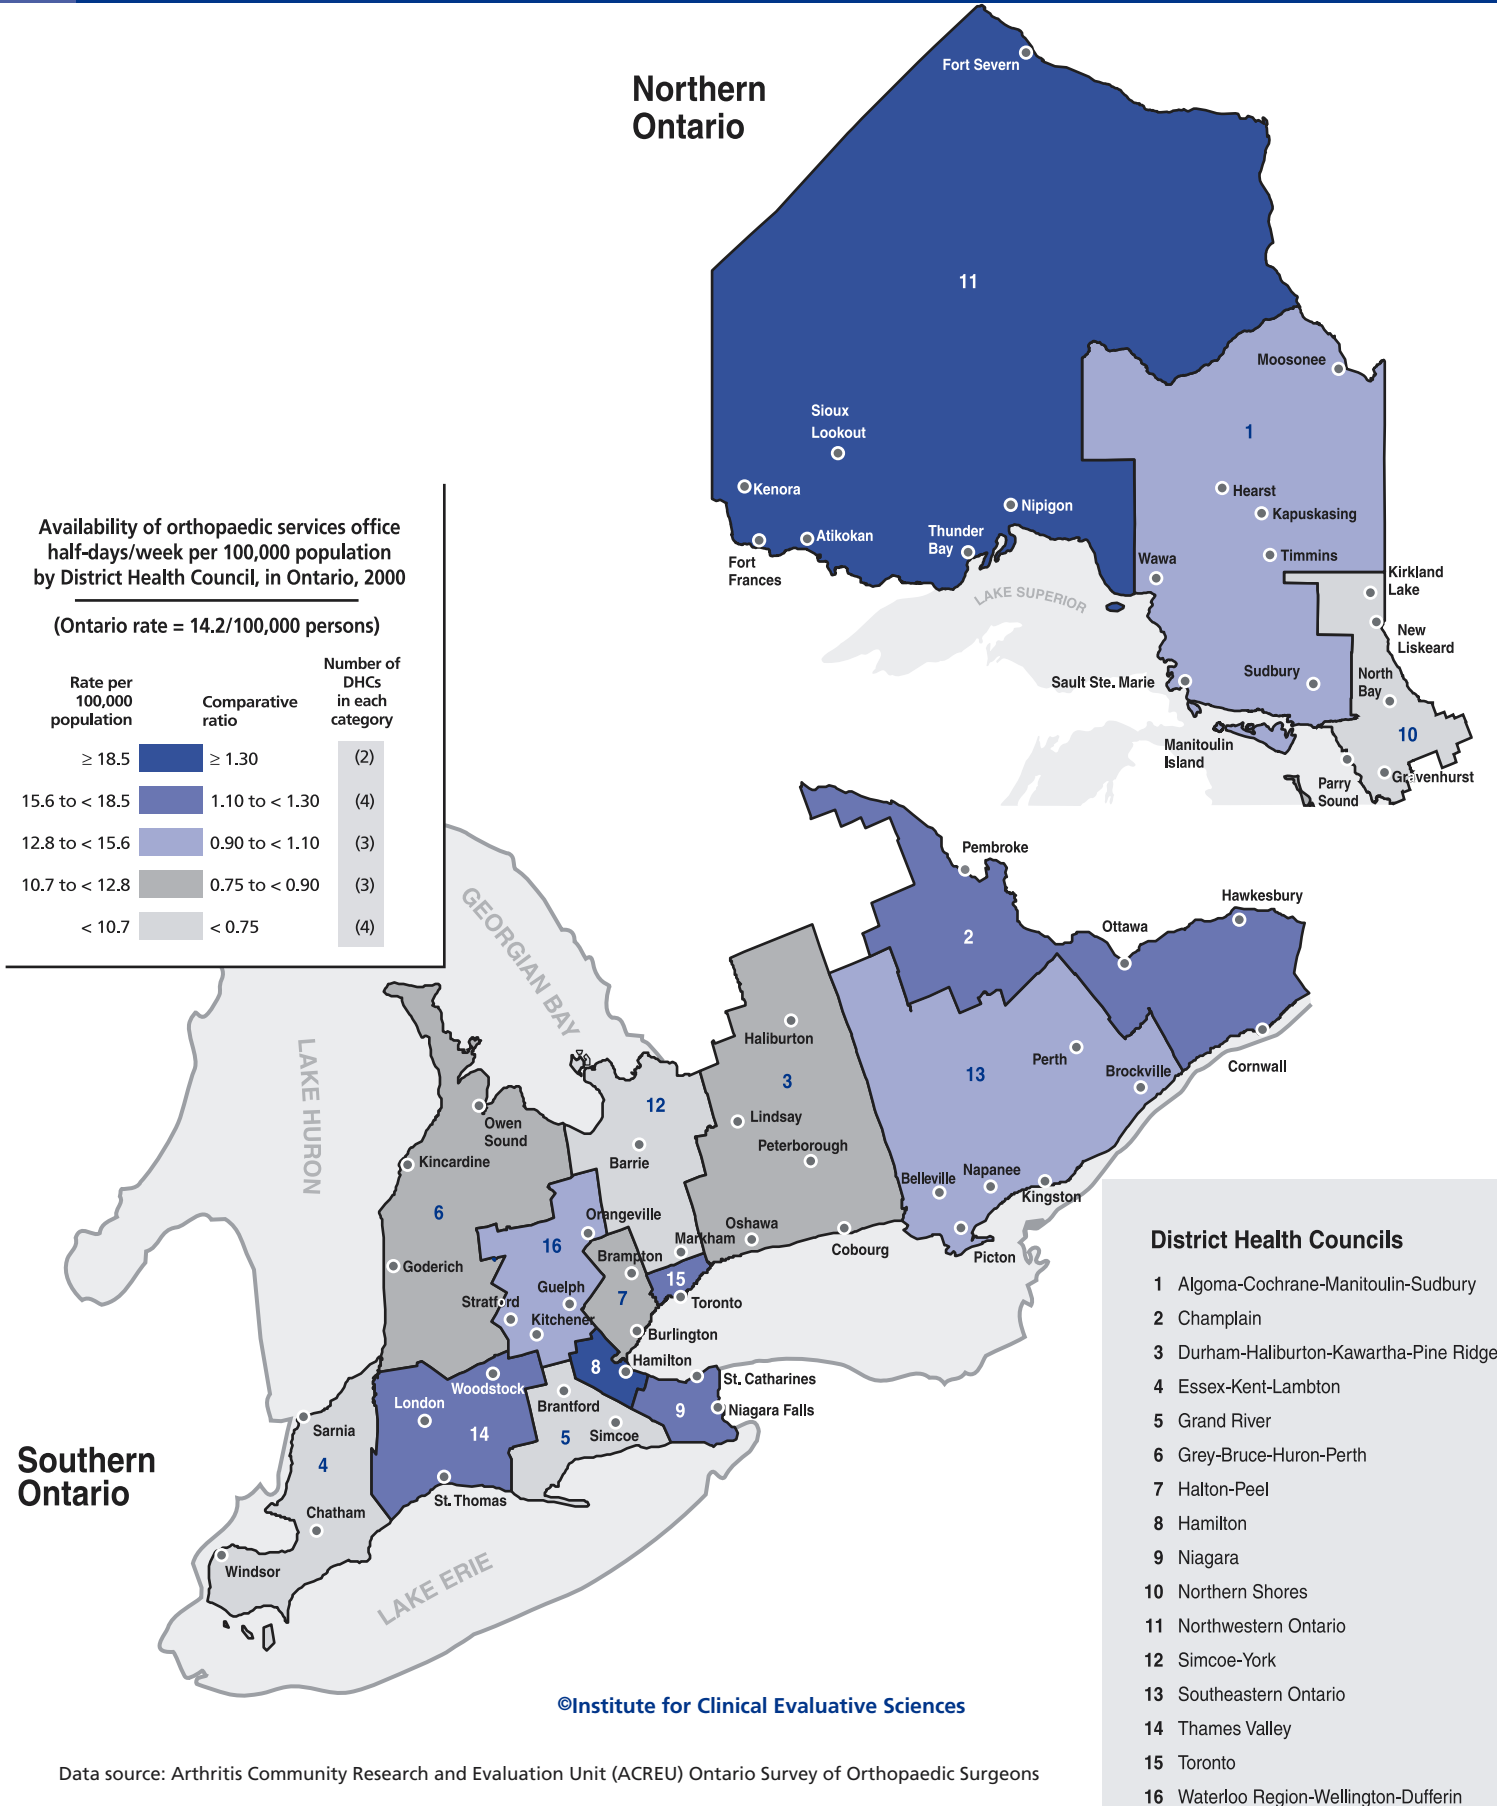 Northern
Ontario
Fort Severn
11
Moosonee
1
Sioux
Lookout
Kenora
Hearst
Kapuskasing
Nipigon
Atikokan
Thunder
Bay
Timmins
Fort
Frances
Wawa
Kirkland
Lake
LAKE SUPERIOR
New
Liskeard
Sault Ste. Marie
Sudbury
North
Bay
10
Manitoulin
Island
Gravenhurst
Parry
Sound
Availability of orthopaedic services office
half-days/week per 100,000 population
by District Health Council, in Ontario, 2000
(Ontario rate = 14.2/100,000 persons)
Rate per
100,000
population
Comparative
ratio
Number of
DHCs
in each
category
≥ 18.5 ≥ 1.30 (2)
15.6 to < 18.5 1.10 to < 1.30 (4)
12.8 to < 15.6 0.90 to < 1.10 (3)
10.7 to < 12.8 0.75 to < 0.90 (3)
< 10.7 < 0.75 (4)
Pembroke
Hawkesbury
Ottawa
2
GEORGIAN BAY
LAKE HURON
Haliburton
3
Perth
13
Brockville
Cornwall
12
Owen
Sound
Lindsay
Peterborough
Barrie
Kincardine
Belleville
Napanee
Kingston
6
Orangeville
Oshawa
Markham
Cobourg
Picton
16
Brampton
Goderich
15
Guelph
7
Toronto
Stratford
Kitchener
Burlington
8
Hamilton
St. Catharines
Woodstock
London
Brantford
9
Niagara Falls
14
5
Simcoe
Sarnia
4
St. Thomas
Chatham
Windsor
LAKE ERIE
Southern
Ontario
District Health Councils
1 Algoma-Cochrane-Manitoulin-Sudbury
2 Champlain
3 Durham-Haliburton-Kawartha-Pine Ridge
4 Essex-Kent-Lambton
5 Grand River
6 Grey-Bruce-Huron-Perth
7 Halton-Peel
8 Hamilton
9 Niagara
10 Northern Shores
11 Northwestern Ontario
12 Simcoe-York
13 Southeastern Ontario
14 Thames Valley
15 Toronto
16 Waterloo Region-Wellington-Dufferin
©Institute for Clinical Evaluative Sciences
Data source: Arthritis Community Research and Evaluation Unit (ACREU) Ontario Survey of Orthopaedic Surgeons